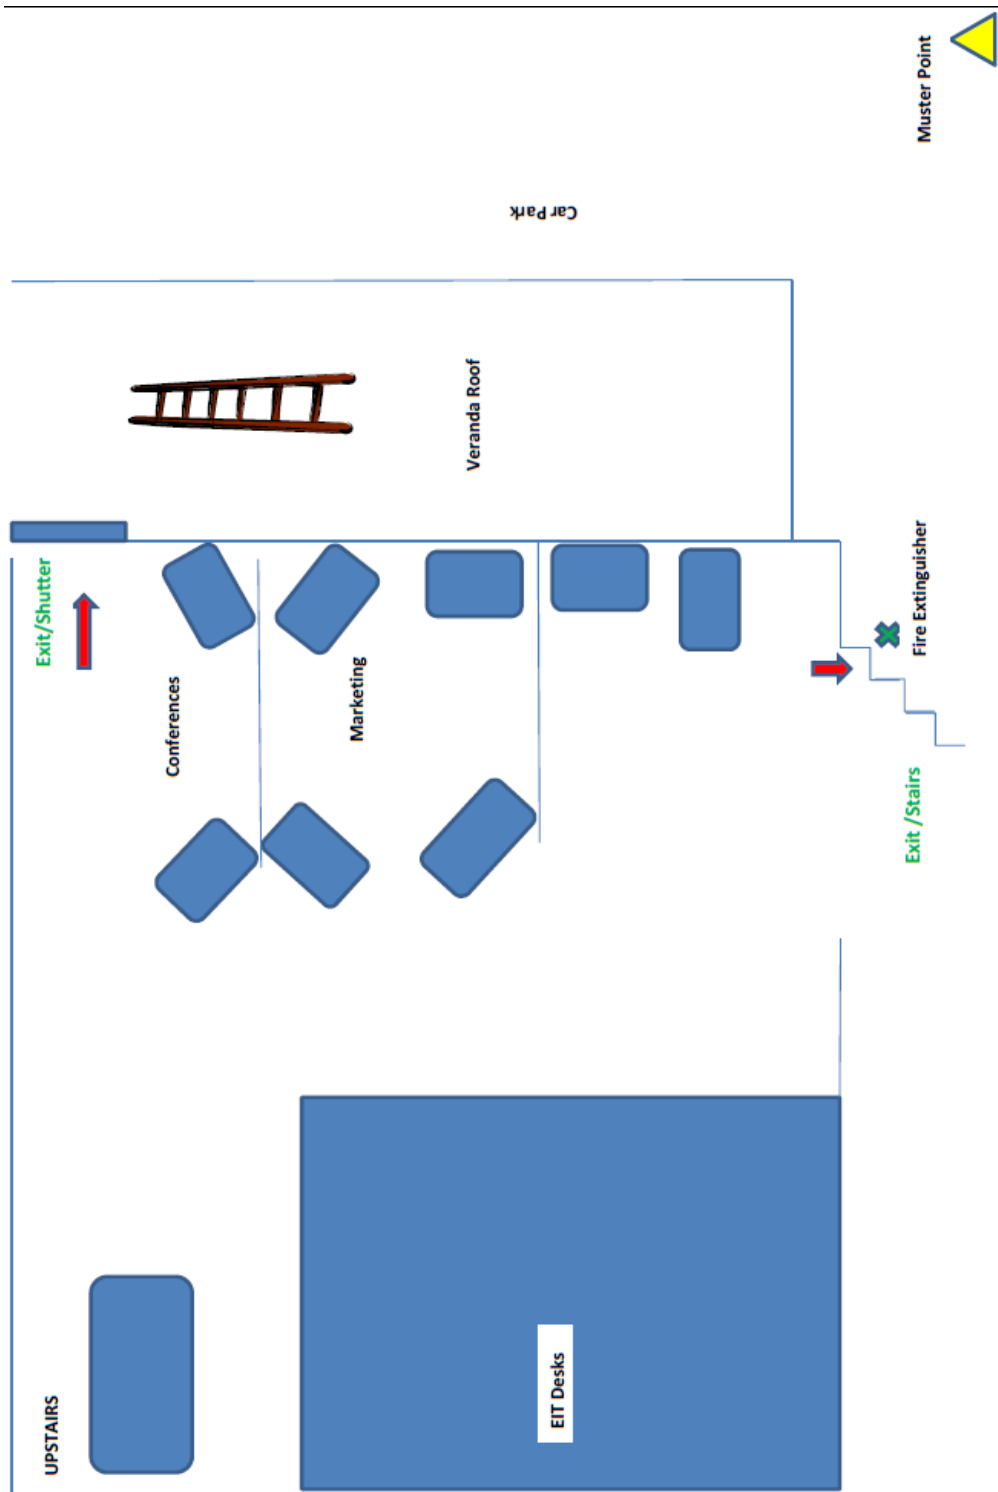 UPSTAIRS
Exit/Shutter
Conferences
Marketing
Veranda Roof
Car Park
Muster Point
Fire Extinguisher
Exit /Stairs
EIT Desks